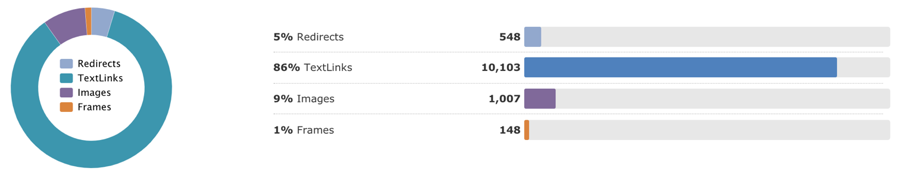 Redirects
TextLinks
Images
Frames
5% Redirects 548
86% TextLinks 10,103
9% Images 1,007
1% Frames 148